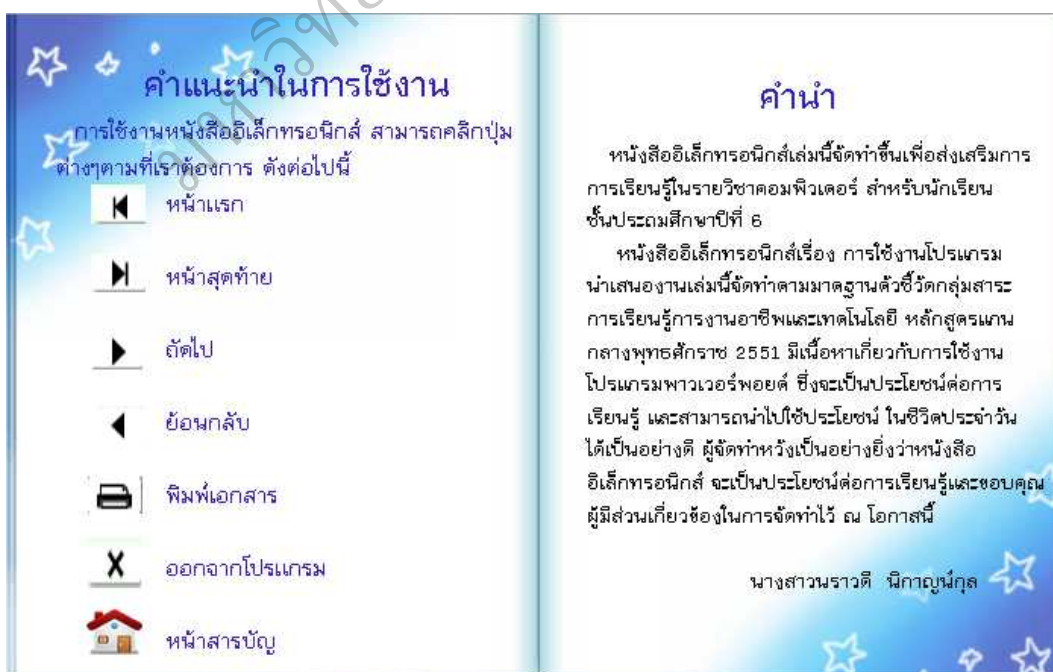 คำแนะนำในการใช้งาน
การใช้งานหนังสืออิเล็กทรอนิกส์ สามารถคลิกปุ่ม
ต่างๆตามที่เราต้องการ ดังต่อไปนี้
หน้าแรก
หน้าสุดท้าย
ถัดไป
ย้อนกลับ
พิมพ์เอกสาร
ออกจากโปรแกรม
หน้าสารบัญ
คำนำ
หนังสืออิเล็กทรอนิกส์เล่มนี้จัดทำขึ้นเพื่อส่งเสริมการ
การเรียนรู้ในรายวิชาคอมพิวเตอร์ สำหรับนักเรียน
ชั้นประถมศึกษาปีที่ 6
หนังสืออิเล็กทรอนิกส์เรื่อง การใช้งานโปรแกรม
นำเสนองานเล่มนี้จัดทำตามมาตฐานตัวชี้วัดกลุ่มสาระ
การเรียนรู้การงานอาชีพและเทคโนโลยี หลักสูตรแกน
กลางพุทธศักราช 2551 มีเนื้อหาเกี่ยวกับการใช้งาน
โปรแกรมพาวเวอร์พอยต์ ซึ่งจะเป็นประโยชน์ต่อการ
เรียนรู้ และสามารถนำไปใช้ประโยชน์ ในชีวิตประจำวัน
ได้เป็นอย่างดี ผู้จัดทำหวังเป็นอย่างยิ่งว่าหนังสือ
อิเล็กทรอนิกส์ จะเป็นประโยชน์ต่อการเรียนรู้และขอบคุณ
ผู้มีส่วนเกี่ยวข้องในการจัดทำไว้ ณ โอกาสนี้
นางสาวนราวดี นิกาญน์กุล